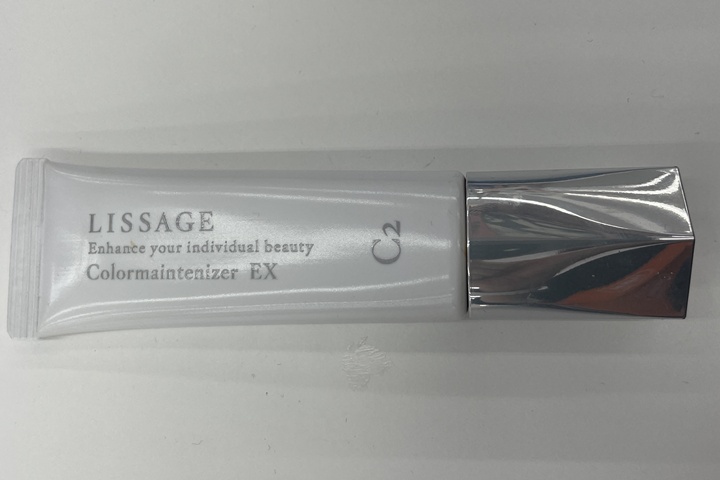 LISSAGE
Enhance your individual beauty
Colormaintenizer EX
C2